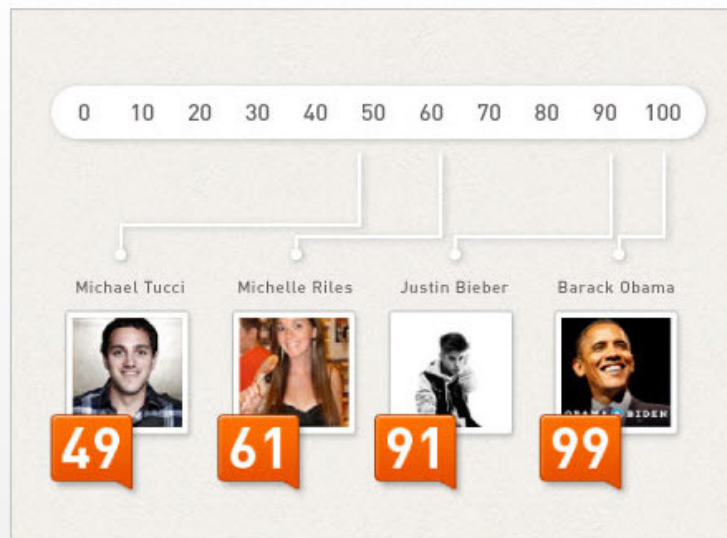 0 10 20 30 40 50 60 70 80 90 100
Michael Tucci Michelle Riles Justin Bieber Barack Obama
OBAMA BIDEN
49 61 91 99